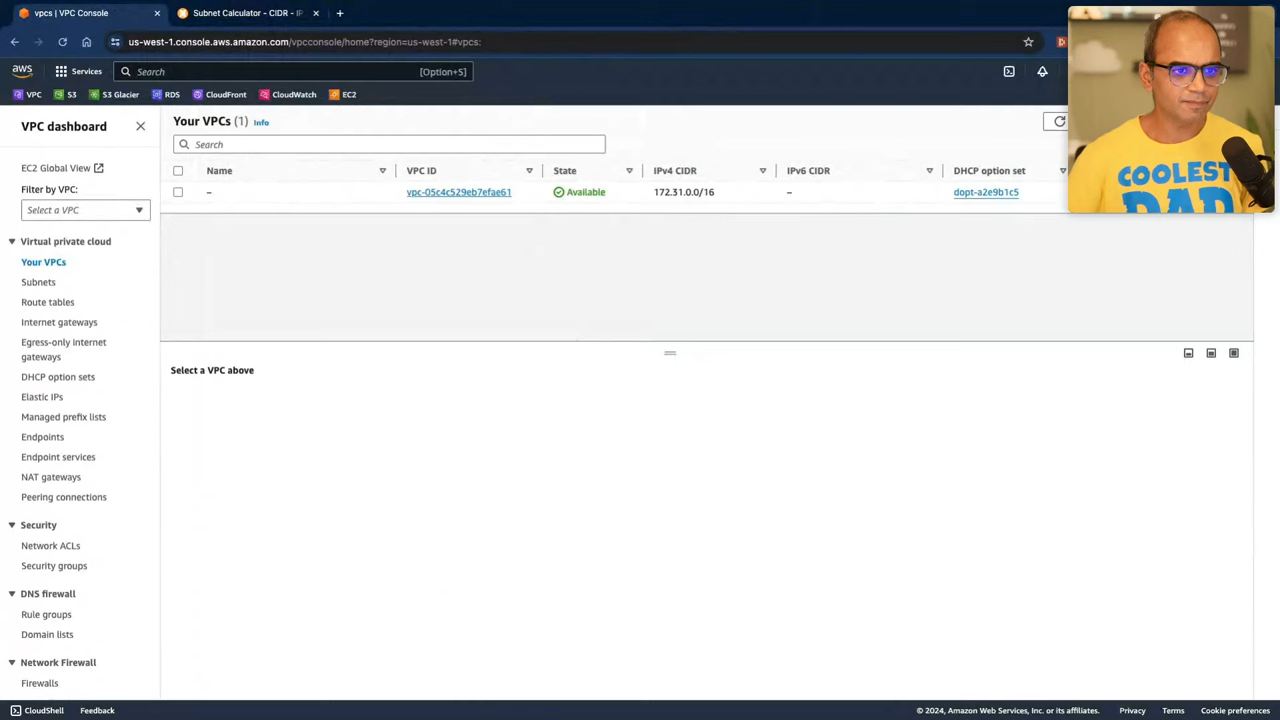 vpcs | VPC Console
Subnet Calculator - CIDR - IP
us-west-1.console.aws.amazon.com/vpcconsole/home?region=us-west-1#vpcs:
aws
Services
Search
[Option+S]
VPC
S3
S3 Glacier
RDS
CloudFront
CloudWatch
EC2
VPC dashboard
EC2 Global View
Filter by VPC:
Select a VPC
Virtual private cloud
Your VPCs
Subnets
Route tables
Internet gateways
Egress-only internet
gateways
DHCP option sets
Elastic IPs
Managed prefix lists
Endpoints
Endpoint services
NAT gateways
Peering connections
Security
Network ACLs
Security groups
DNS firewall
Rule groups
Domain lists
Network Firewall
Firewalls
Your VPCs (1) Info
Search
Name VPC ID State IPv4 CIDR IPv6 CIDR DHCP option set
– vpc-05c4c529eb7efae61 Available 172.31.0.0/16 – dopt-a2e9b1c5
Select a VPC above
COOLEST
DAD
CloudShell Feedback © 2024, Amazon Web Services, Inc. or its affiliates. Privacy Terms Cookie preferences